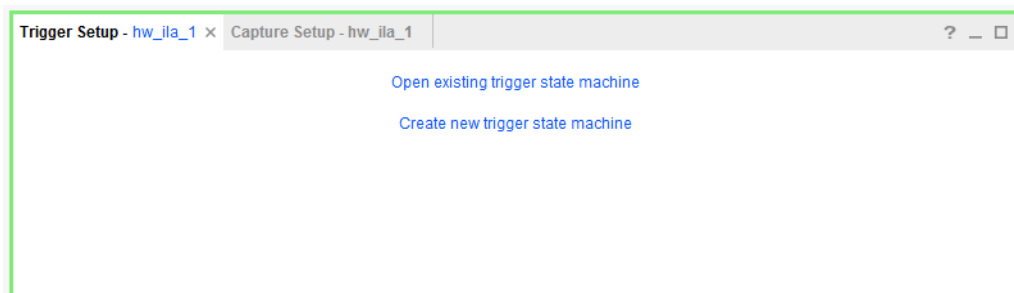 Trigger Setup - hw_ila_1 × Capture Setup - hw_ila_1 ? _ □
Open existing trigger state machine
Create new trigger state machine